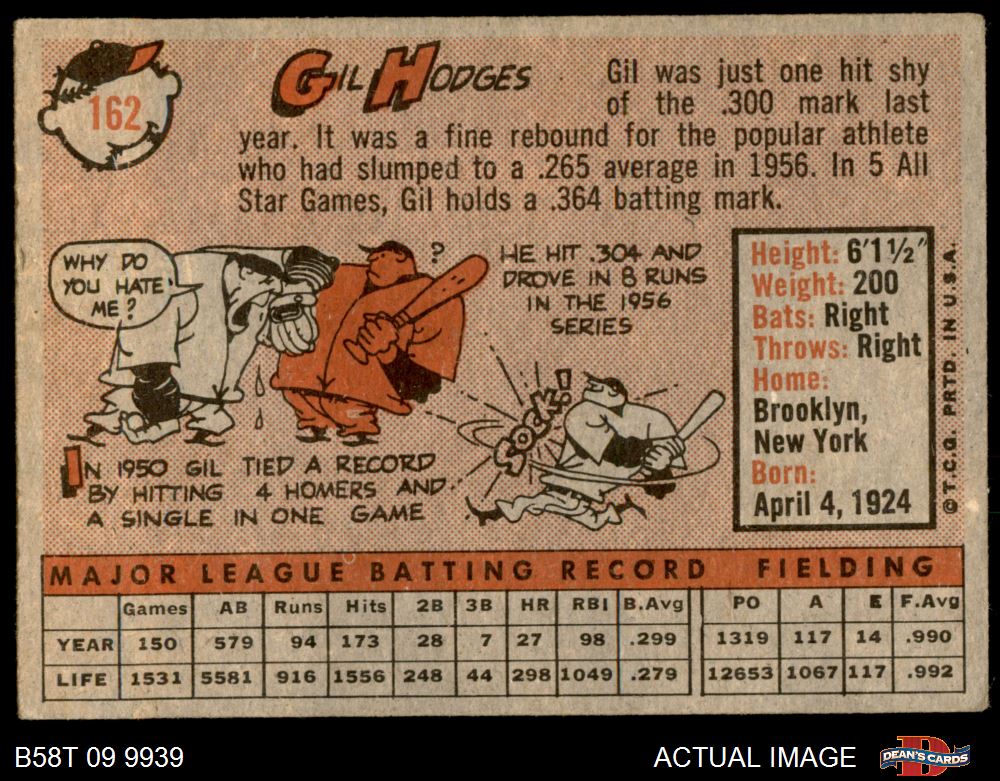 162
GIL HODGES
Gil was just one hit shy
of the .300 mark last
year. It was a fine rebound for the popular athlete
who had slumped to a .265 average in 1956. In 5 All
Star Games, Gil holds a .364 batting mark.
WHY DO
YOU HATE
ME?
?
HE HIT .304 AND
DROVE IN 8 RUNS
IN THE 1956
SERIES
SOCK!
IN 1950 GIL TIED A RECORD
BY HITTING 4 HOMERS AND
A SINGLE IN ONE GAME
Height: 6'1½"
Weight: 200
Bats: Right
Throws: Right
Home:
Brooklyn,
New York
Born:
April 4, 1924
©T.C.G. PRTD. IN U.S.A.
MAJOR LEAGUE BATTING RECORD FIELDING
Games AB Runs Hits 2B 3B HR RBI B.Avg PO A E F.Avg
YEAR 150 579 94 173 28 7 27 98 .299 1319 117 14 .990
LIFE 1531 5581 916 1556 248 44 298 1049 .279 12653 1067 117 .992
B58T 09 9939 ACTUAL IMAGE DEAN'S CARDS